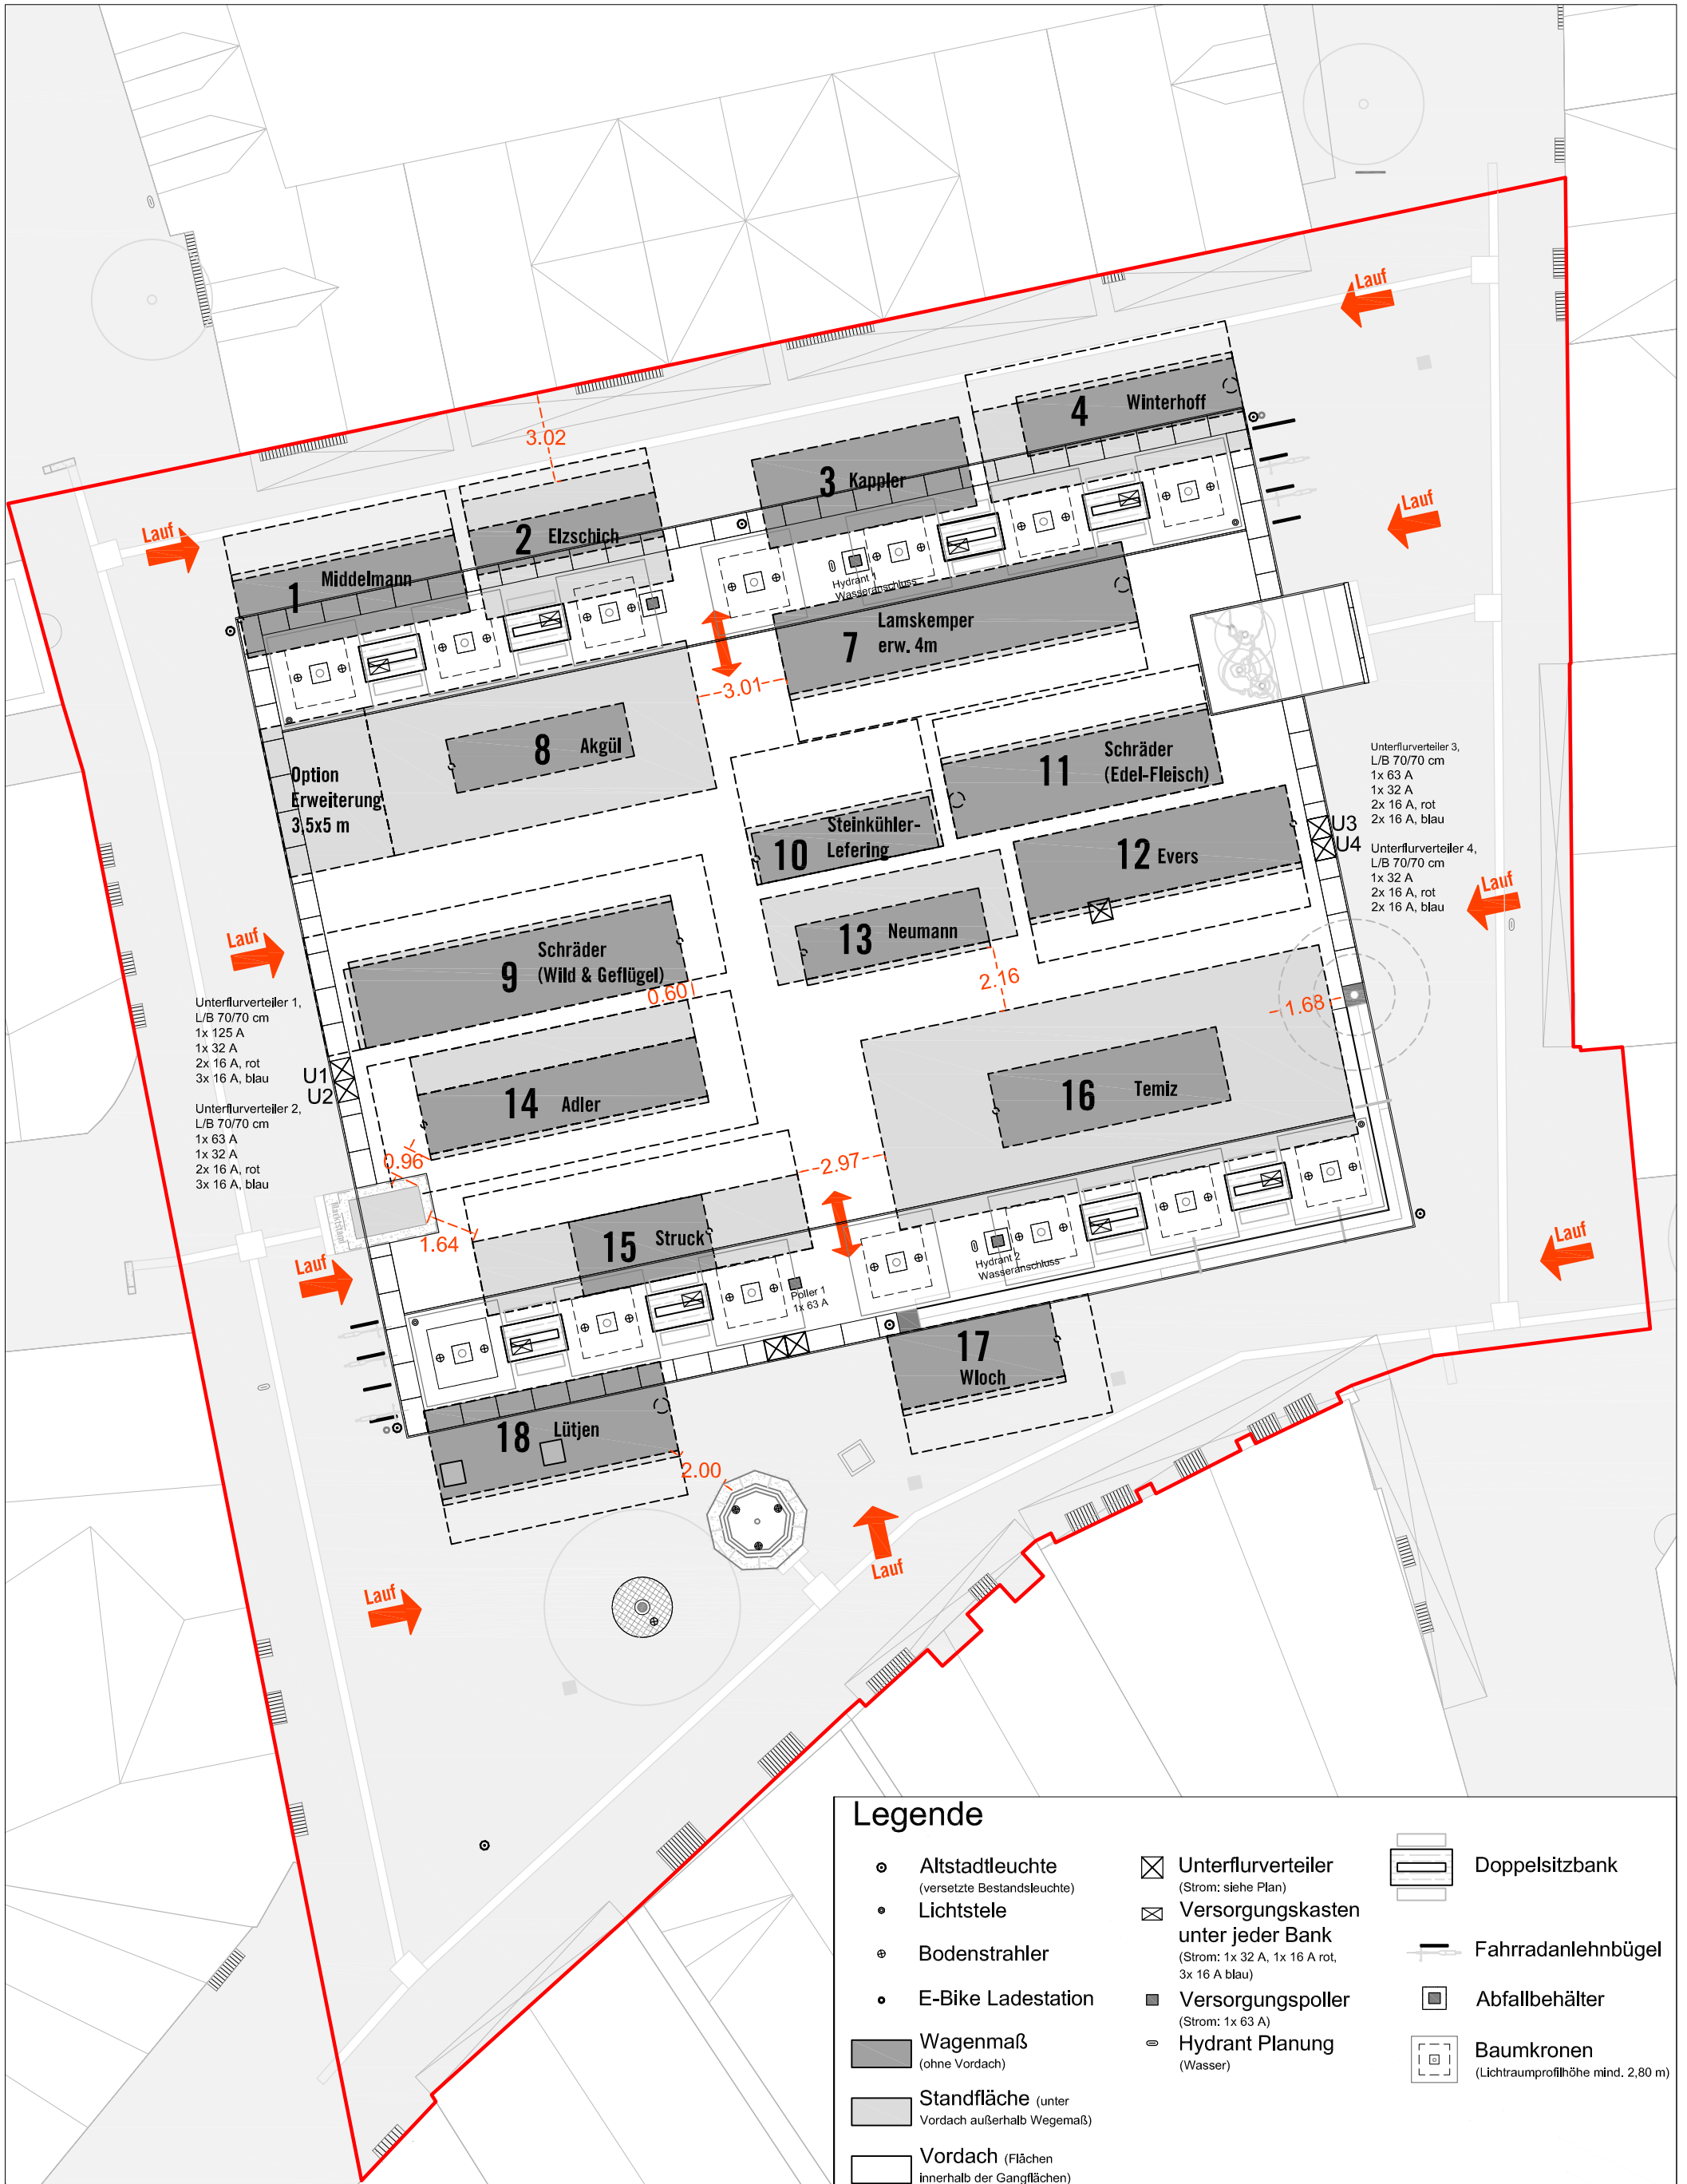 Lauf
3.02
4 Winterhoff
3 Kappler
Lauf
Lauf
2 Elzschich
1 Middelmann
Hydrant 1
Wasseranschluss
7 Lamskemper
erw. 4m
3.01
8 Akgül
Option
Erweiterung
3,5x5 m
11 Schräder
(Edel-Fleisch)
Unterflurverteiler 3,
L/B 70/70 cm
1x 63 A
1x 32 A
2x 16 A, rot
2x 16 A, blau
10 Steinkühler-
Lefering
12 Evers
U3
U4
Unterflurverteiler 4,
L/B 70/70 cm
1x 32 A
2x 16 A, rot
2x 16 A, blau
Lauf
Lauf
13 Neumann
9 Schräder
(Wild & Geflügel)
0.60
2.16
1.68
Unterflurverteiler 1,
L/B 70/70 cm
1x 125 A
1x 32 A
2x 16 A, rot
3x 16 A, blau
U1
U2
Unterflurverteiler 2,
L/B 70/70 cm
1x 63 A
1x 32 A
2x 16 A, rot
3x 16 A, blau
14 Adler
16 Temiz
0.96
2.97
Marktstand
1.64
15 Struck
Lauf
Lauf
Hydrant 2
Wasseranschluss
Poller 1
1x 63 A
17
Wloch
18 Lütjen
2.00
Lauf
Lauf
Legende
Altstadtleuchte
(versetzte Bestandsleuchte)
Lichtstele
Bodenstrahler
E-Bike Ladestation
Wagenmaß
(ohne Vordach)
Standfläche (unter
Vordach außerhalb Wegemaß)
Vordach (Flächen
innerhalb der Gangflächen)
Unterflurverteiler
(Strom: siehe Plan)
Versorgungskasten
unter jeder Bank
(Strom: 1x 32 A, 1x 16 A rot,
3x 16 A blau)
Versorgungspoller
(Strom: 1x 63 A)
Hydrant Planung
(Wasser)
Doppelsitzbank
Fahrradanlehnbügel
Abfallbehälter
Baumkronen
(Lichtraumprofilhöhe mind. 2,80 m)